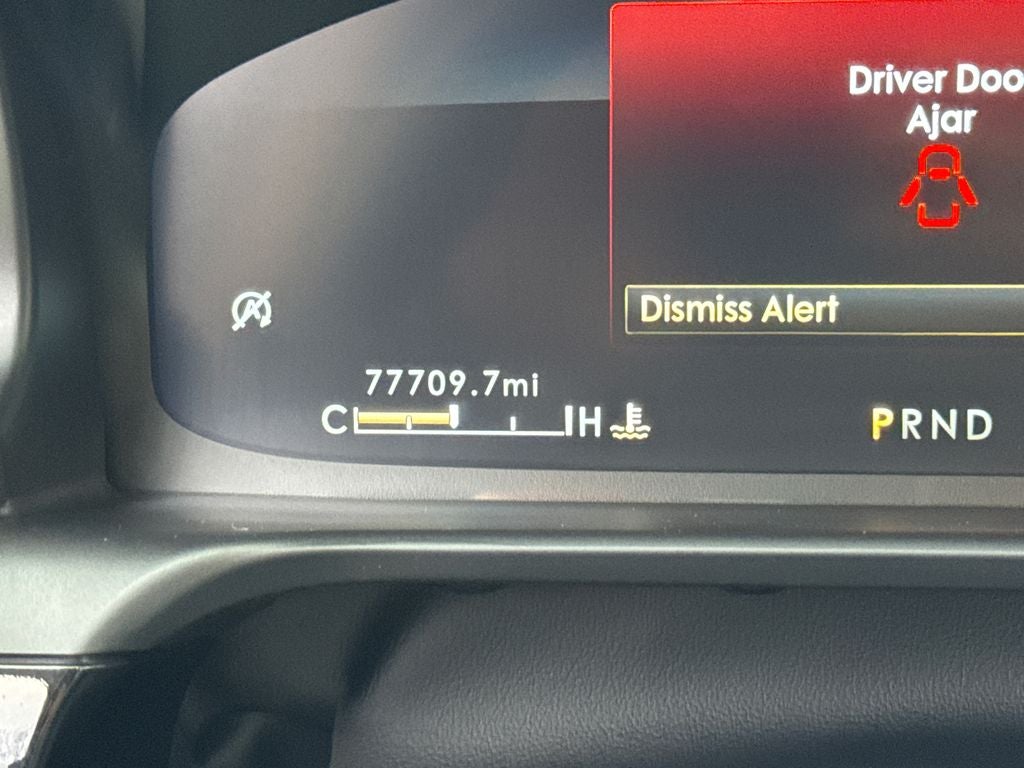 Driver Doo
Ajar
Dismiss Alert
77709.7mi
C H
PRND